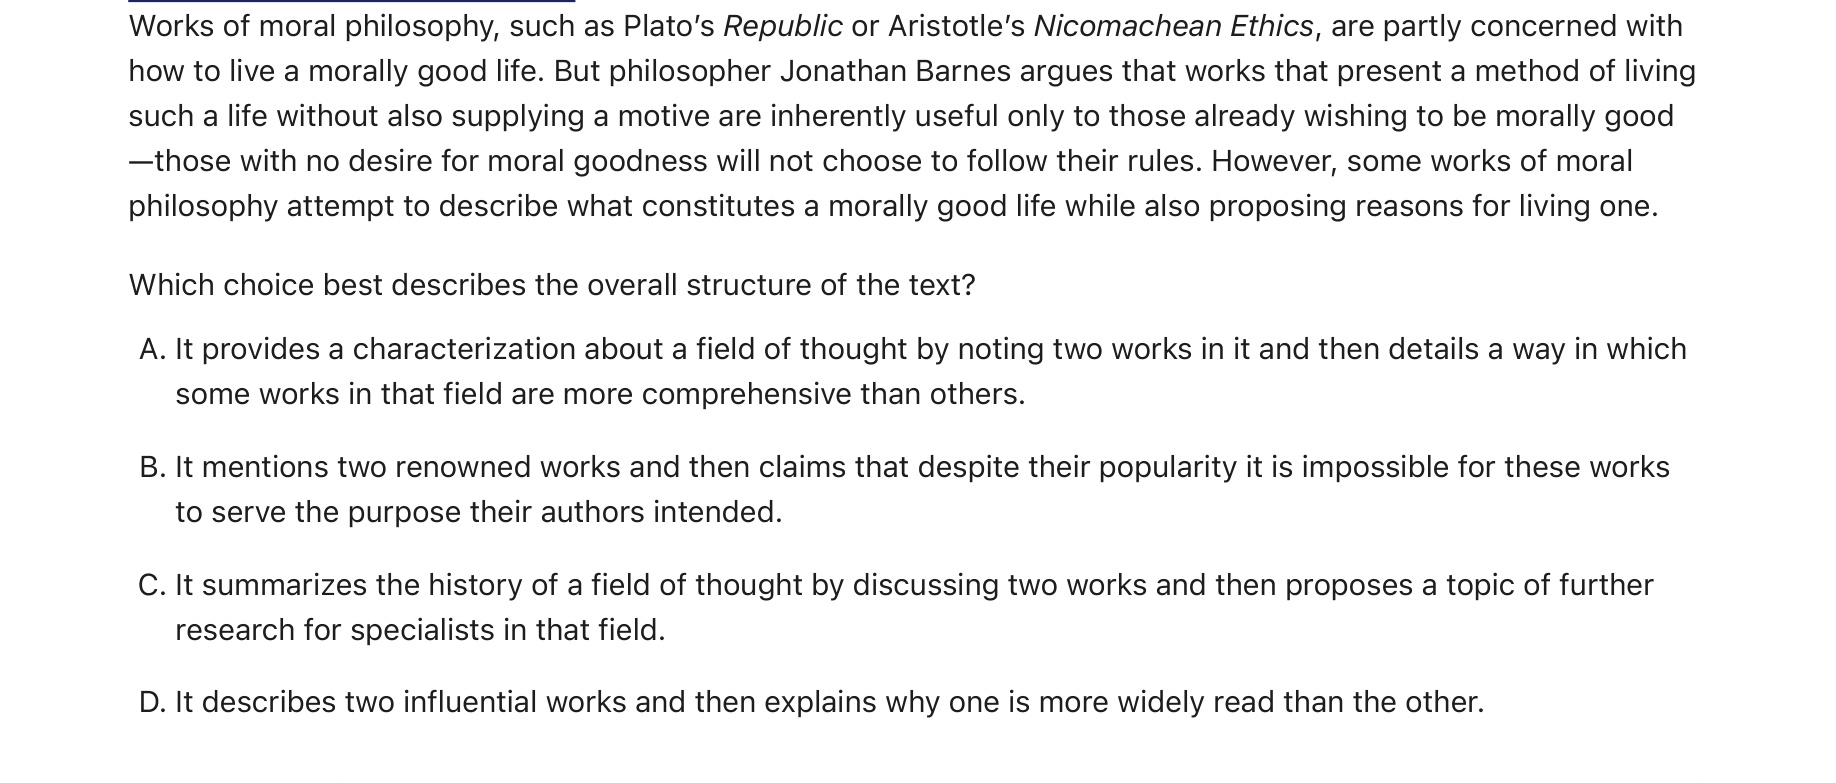 Works of moral philosophy, such as Plato’s Republic or Aristotle’s Nicomachean Ethics, are partly concerned with
how to live a morally good life. But philosopher Jonathan Barnes argues that works that present a method of living
such a life without also supplying a motive are inherently useful only to those already wishing to be morally good
—those with no desire for moral goodness will not choose to follow their rules. However, some works of moral
philosophy attempt to describe what constitutes a morally good life while also proposing reasons for living one.
Which choice best describes the overall structure of the text?
A. It provides a characterization about a field of thought by noting two works in it and then details a way in which
some works in that field are more comprehensive than others.
B. It mentions two renowned works and then claims that despite their popularity it is impossible for these works
to serve the purpose their authors intended.
C. It summarizes the history of a field of thought by discussing two works and then proposes a topic of further
research for specialists in that field.
D. It describes two influential works and then explains why one is more widely read than the other.